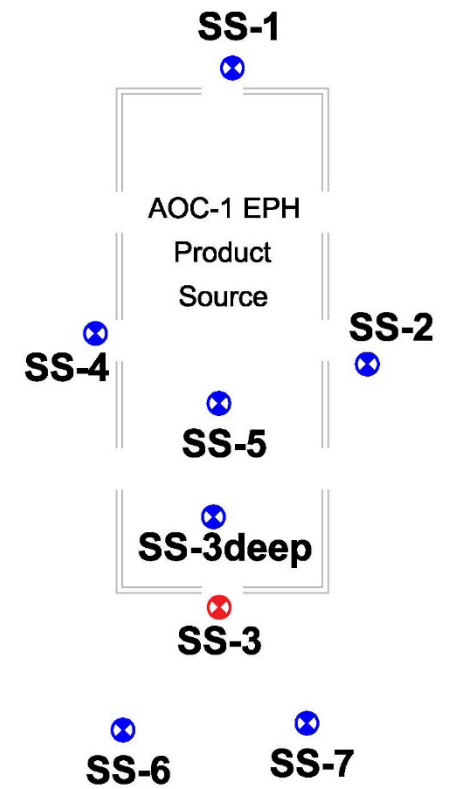 SS-1
AOC-1 EPH
Product
Source
SS-2
SS-4
SS-5
SS-3deep
SS-3
SS-6
SS-7